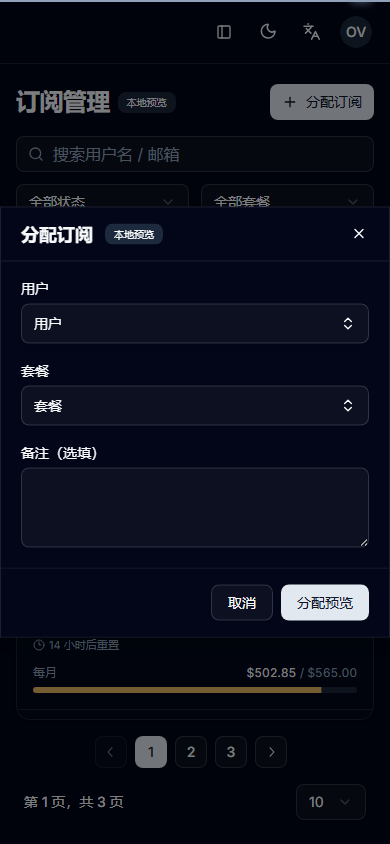 OV
订阅管理 本地预览 分配订阅
搜索用户名 / 邮箱
全部状态 全部套餐
分配订阅 本地预览
用户
用户
套餐
套餐
备注（选填）
取消 分配预览
14 小时后重置
每月 $502.85 / $565.00
1 2 3
第 1 页，共 3 页 10